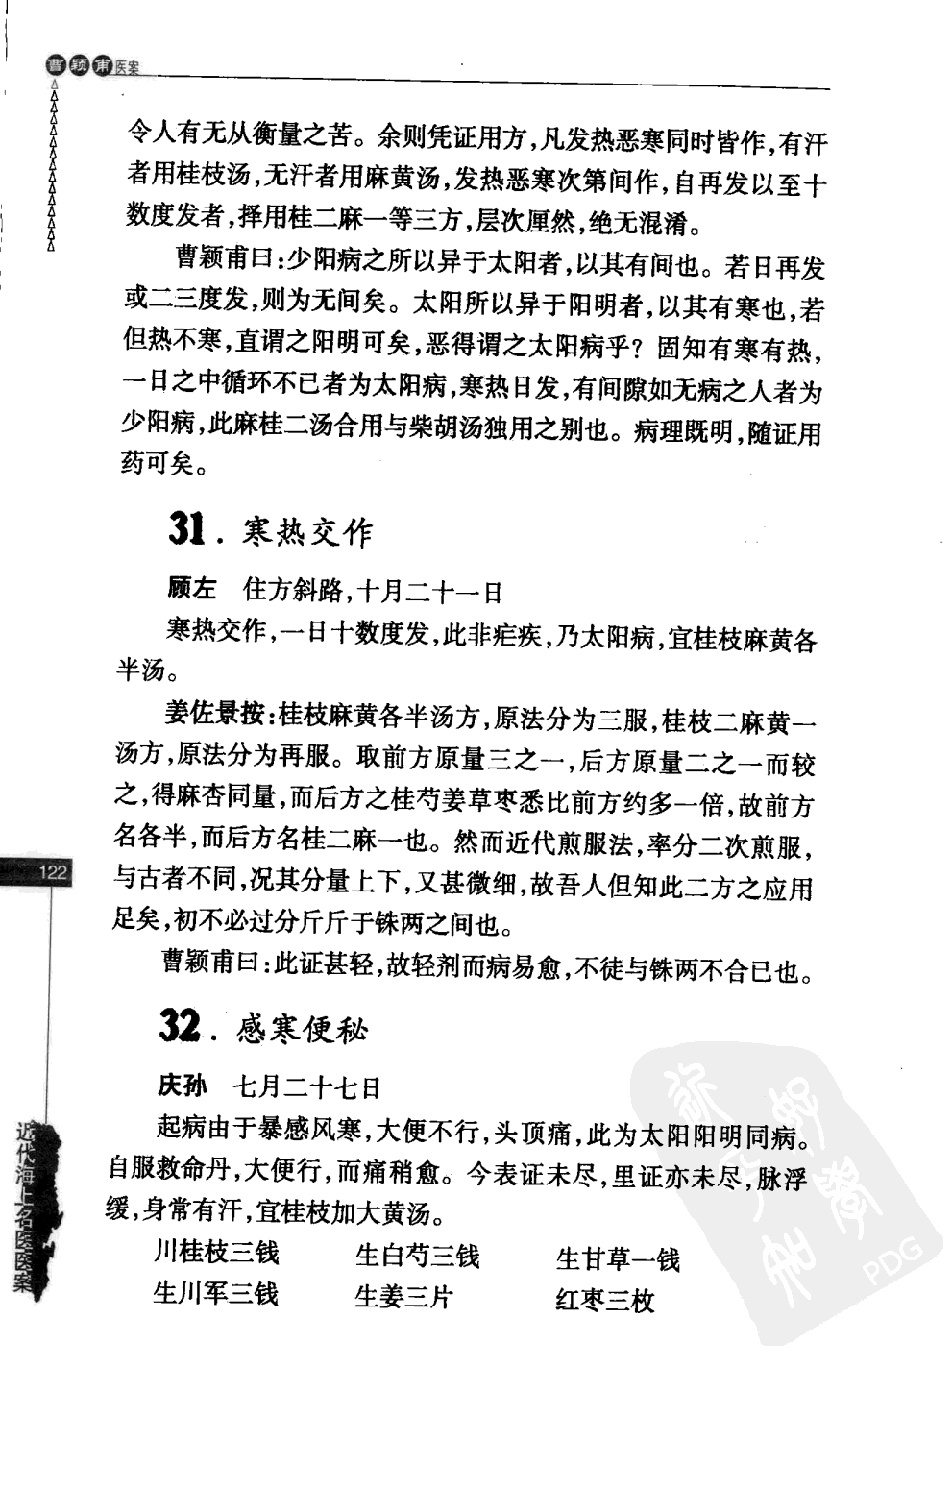 曹颖甫医案
令人有无从衡量之苦。余则凭证用方,凡发热恶寒同时皆作,有汗
者用桂枝汤,无汗者用麻黄汤,发热恶寒次第间作,自再发以至十
数度发者,择用桂二麻一等三方,层次厘然,绝无混淆。
曹颖甫曰:少阳病之所以异于太阳者,以其有间也。若日再发
或二三度发,则为无间矣。太阳所以异于阳明者,以其有寒也,若
但热不寒,直谓之阳明可矣,恶得谓之太阳病乎?固知有寒有热,
一日之中循环不已者为太阳病,寒热日发,有间隙如无病之人者为
少阳病,此麻桂二汤合用与柴胡汤独用之别也。病理既明,随证用
药可矣。
31.寒热交作
顾左 住方斜路,十月二十一日
寒热交作,一日十数度发,此非疟疾,乃太阳病,宜桂枝麻黄各
半汤。
姜佐景按:桂枝麻黄各半汤方,原法分为三服,桂枝二麻黄一
汤方,原法分为再服。取前方原量三之一,后方原量二之一而较
之,得麻杏同量,而后方之桂芍姜草枣悉比前方约多一倍,故前方
名各半,而后方名桂二麻一也。然而近代煎服法,率分二次煎服,
与古者不同,况其分量上下,又甚微细,故吾人但知此二方之应用
足矣,初不必过分斤斤于铢两之间也。
曹颖甫曰:此证甚轻,故轻剂而病易愈,不徒与铢两不合已也。
32.感寒便秘
庆孙 七月二十七日
起病由于暴感风寒,大便不行,头顶痛,此为太阳阳明同病。
自服救命丹,大便行,而痛稍愈。今表证未尽,里证亦未尽,脉浮
缓,身常有汗,宜桂枝加大黄汤。
川桂枝三钱 生白芍三钱 生甘草一钱
生川军三钱 生姜三片 红枣三枚
122
近代海上名医医案
PDG